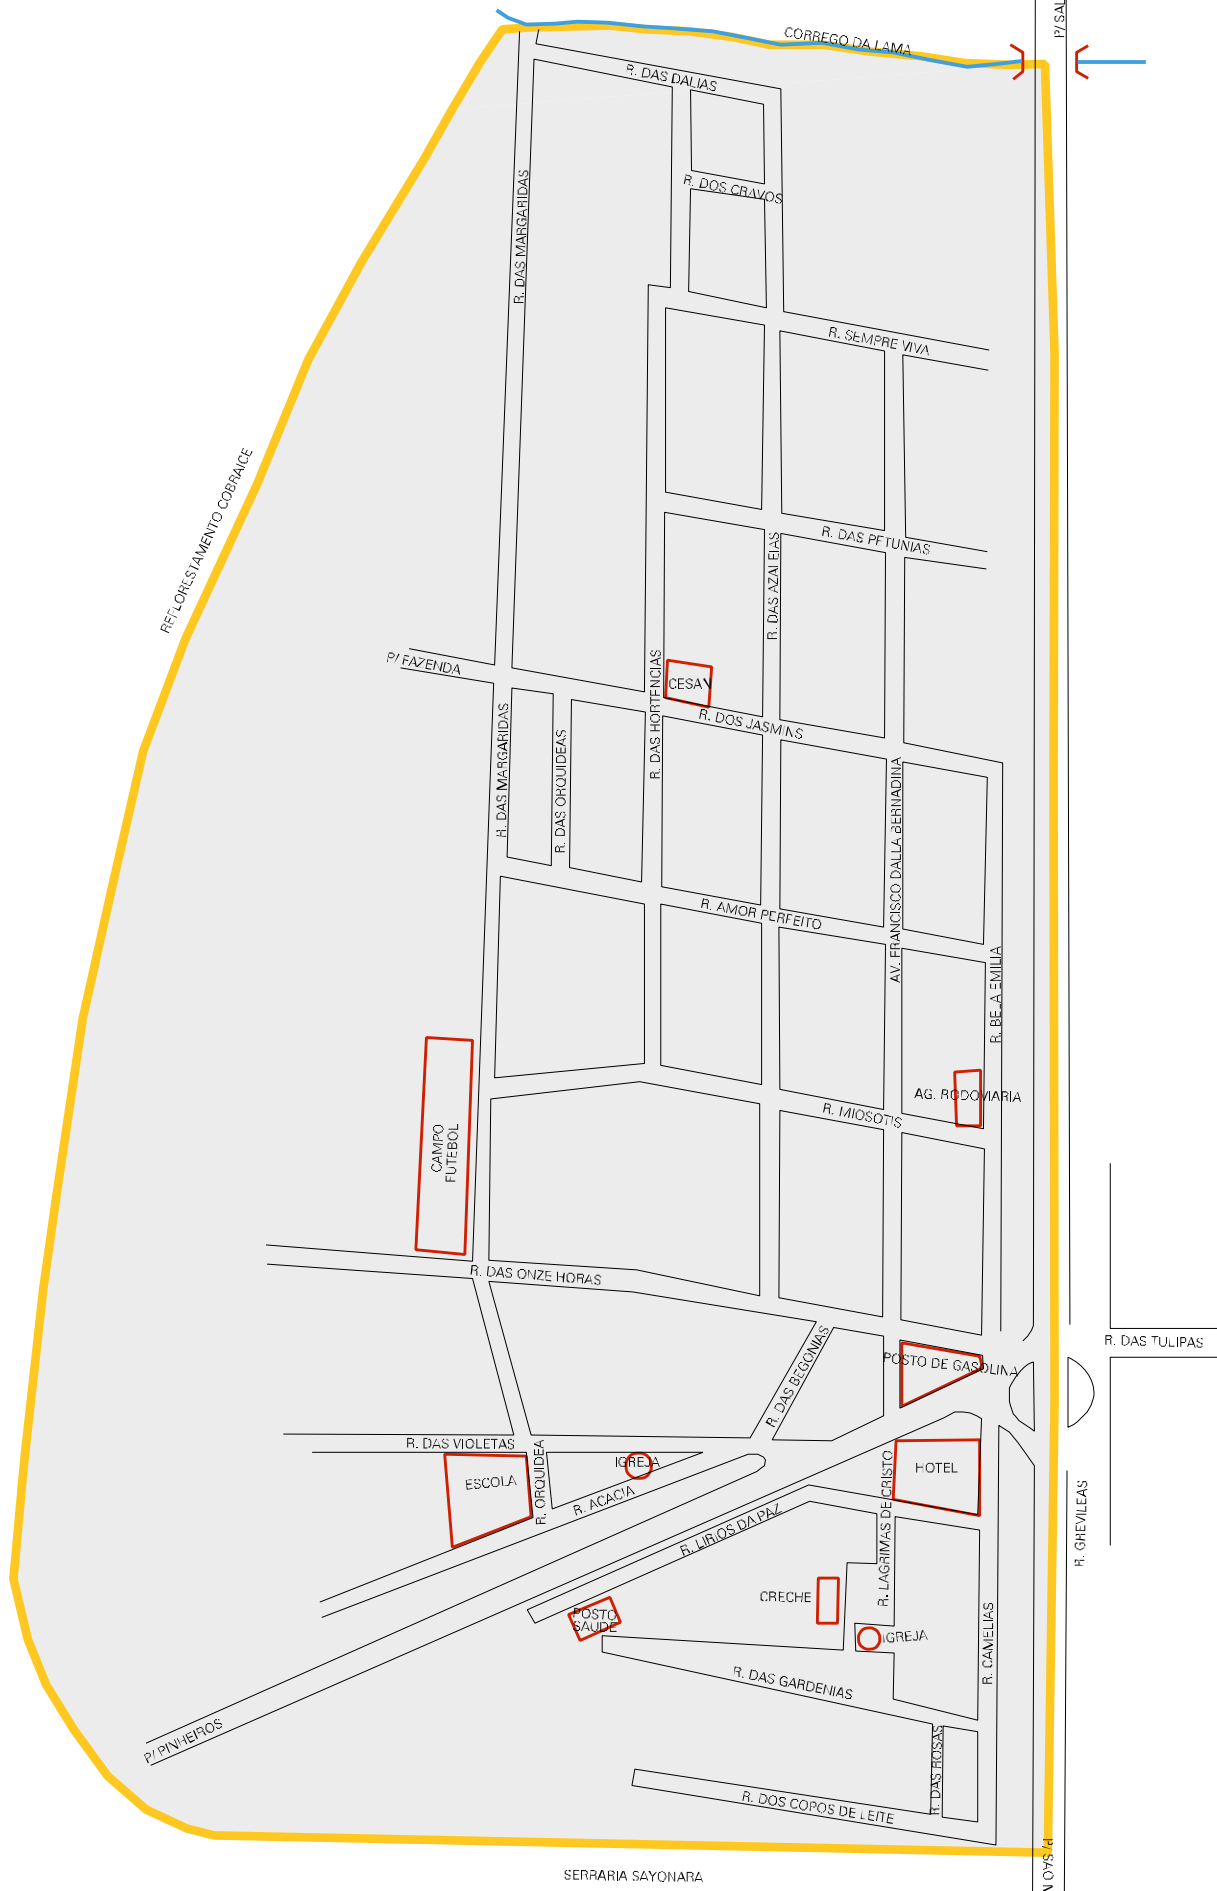 P/ SAL
CORREGO DA LAMA
R. DAS DALIAS
R. DOS CRAVOS
R. DAS MARGARIDAS
R. SEMPRE VIVA
REFLORESTAMENTO COBRAICE
R. DAS PETUNIAS
R. DAS AZALEIAS
P/ FAZENDA
R. DAS HORTENCIAS
CESAN
R. DOS JASMINS
R. DAS MARGARIDAS
R. DAS ORQUIDEAS
AV. FRANCISCO DALLA BERNADINA
R. AMOR PERFEITO
R. BELA EMILIA
AG. RODOVIARIA
R. MIOSOTIS
CAMPO
FUTEBOL
R. DAS ONZE HORAS
R. DAS TULIPAS
R. DAS BEGONIAS
POSTO DE GASOLINA
R. DAS VIOLETAS
R. ORQUIDEA
IGREJA
ESCOLA
HOTEL
R. ACACIA
R. LIRIOS DA PAZ
R. LAGRIMAS DE CRISTO
R. GREVILEAS
CRECHE
POSTO
SAUDE
IGREJA
R. CAMELIAS
R. DAS GARDENIAS
P/ PINHEIROS
R. DAS ROSAS
R. DOS COPOS DE LEITE
P/ SAO N
SERRARIA SAYONARA